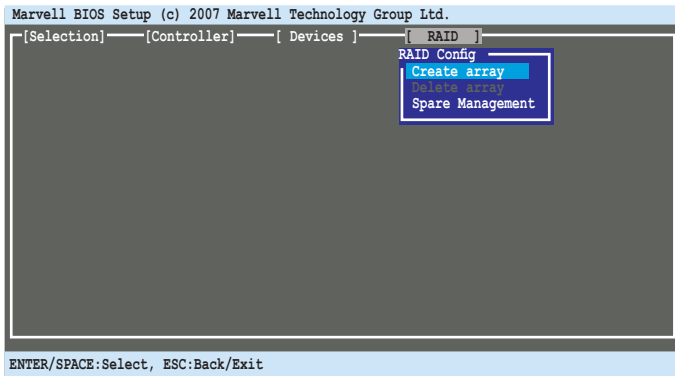 Marvell BIOS Setup (c) 2007 Marvell Technology Group Ltd.
[Selection] [Controller] [ Devices ] [ RAID ]
RAID Config
Create array
Delete array
Spare Management
ENTER/SPACE:Select, ESC:Back/Exit